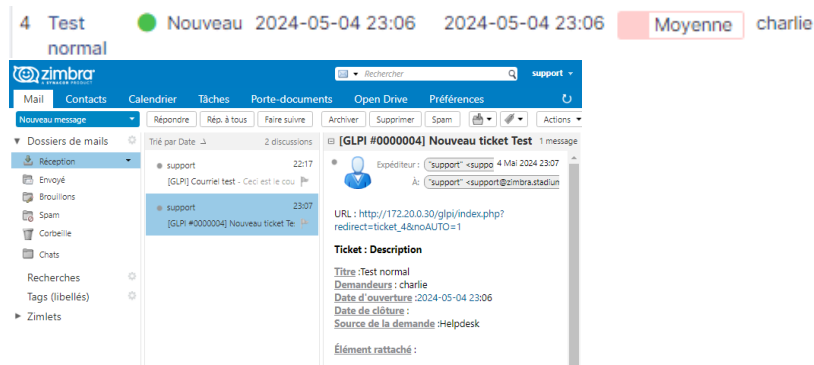 4 Test normal Nouveau 2024-05-04 23:06 2024-05-04 23:06 Moyenne charlie
zimbra
A SYNACOR PRODUCT
Rechercher
support
Mail Contacts Calendrier Tâches Porte-documents Open Drive Préférences
Nouveau message Répondre Rép. à tous Faire suivre Archiver Supprimer Spam Actions
Dossiers de mails
Réception
Envoyé
Brouillons
Spam
Corbeille
Chats
Recherches
Tags (libellés)
Zimlets
Trié par Date 2 discussions
support 22:17
[GLPI] Courriel test - Ceci est le cou
support 23:07
[GLPI #0000004] Nouveau ticket Te
[GLPI #0000004] Nouveau ticket Test 1 message
Expéditeur : "support" <suppo 4 Mai 2024 23:07
À: "support" <support@zimbra.stadiun
URL : http://172.20.0.30/glpi/index.php?
redirect=ticket_4&noAUTO=1
Ticket : Description
Titre :Test normal
Demandeurs : charlie
Date d'ouverture :2024-05-04 23:06
Date de clôture :
Source de la demande :Helpdesk
Élément rattaché :